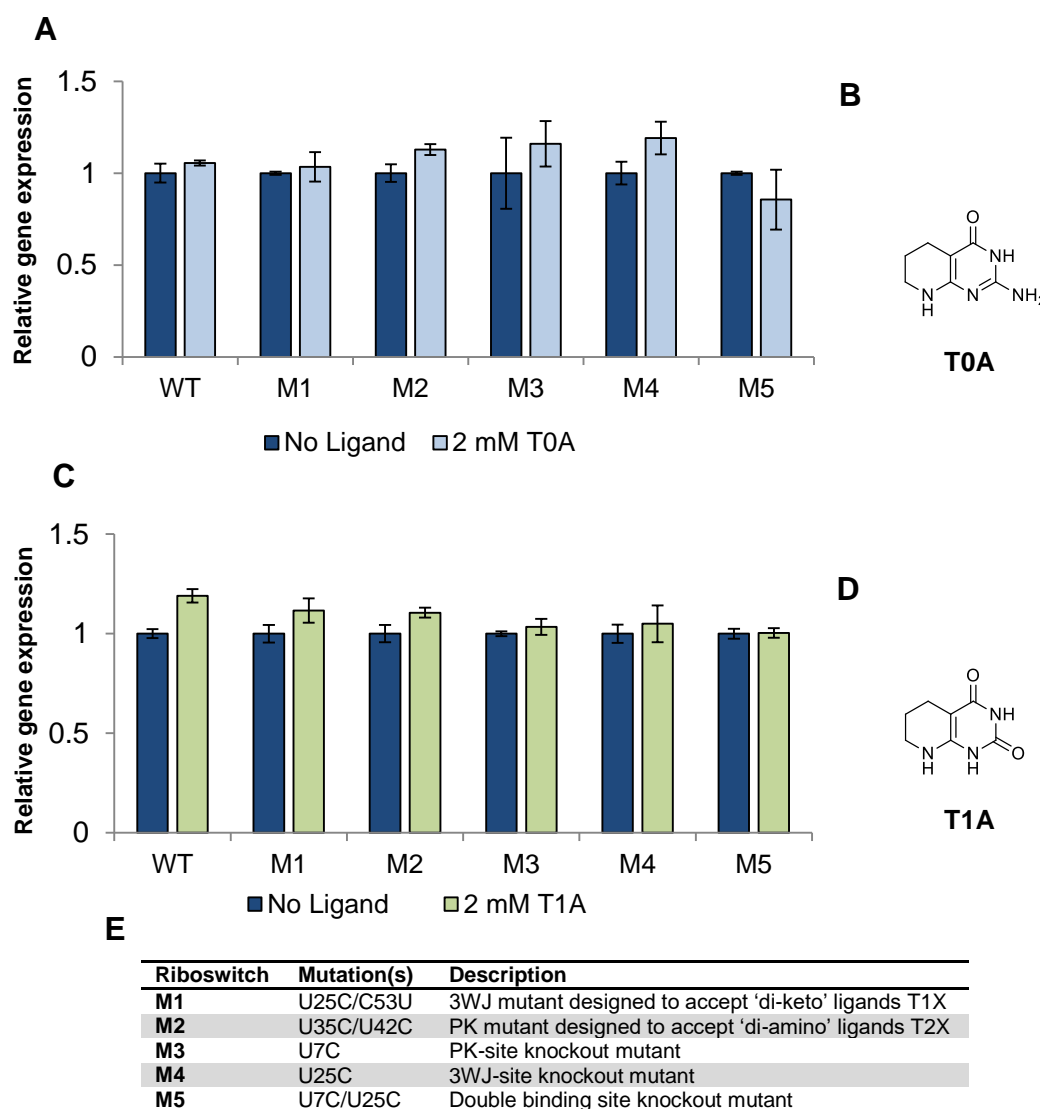 A
Relative gene expression
1.5
1
0.5
0
WT M1 M2 M3 M4 M5
No Ligand 2 mM T0A
B
O
NH
N
H
N
NH2
T0A
C
Relative gene expression
1.5
1
0.5
0
WT M1 M2 M3 M4 M5
No Ligand 2 mM T1A
D
O
NH
N
H
N
H
O
T1A
E
Riboswitch Mutation(s) Description
M1 U25C/C53U 3WJ mutant designed to accept ‘di-keto’ ligands T1X
M2 U35C/U42C PK mutant designed to accept ‘di-amino’ ligands T2X
M3 U7C PK-site knockout mutant
M4 U25C 3WJ-site knockout mutant
M5 U7C/U25C Double binding site knockout mutant